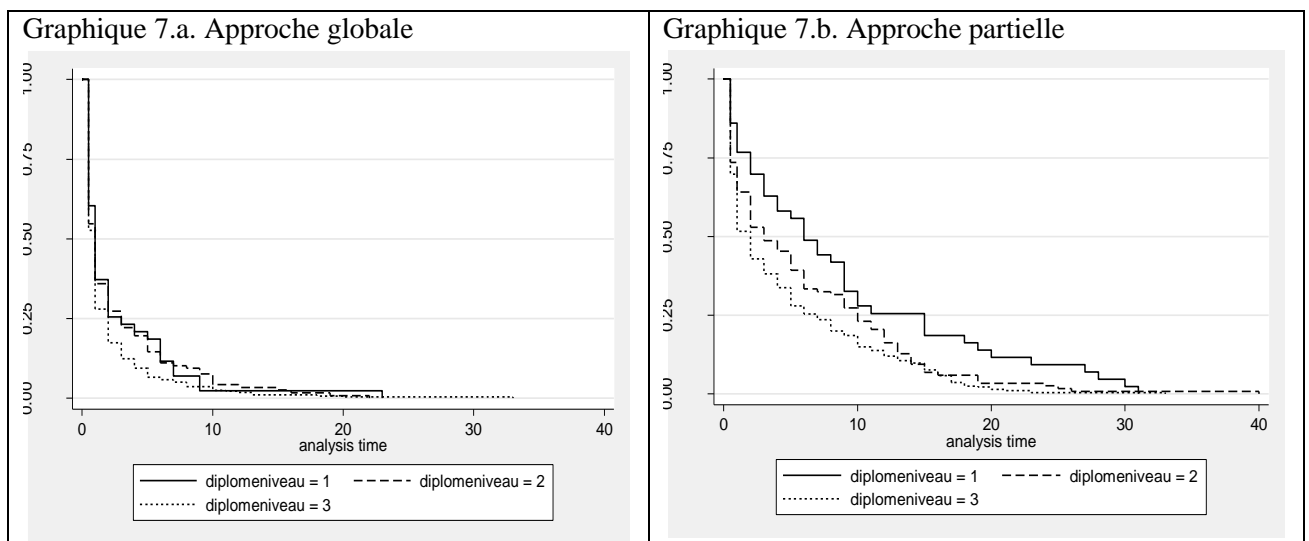 Graphique 7.a. Approche globale
1.00
0.75
0.50
0.25
0.00
0 10 20 30 40
analysis time
diplomeniveau = 1 diplomeniveau = 2
diplomeniveau = 3
Graphique 7.b. Approche partielle
1.00
0.75
0.50
0.25
0.00
0 10 20 30 40
analysis time
diplomeniveau = 1 diplomeniveau = 2
diplomeniveau = 3